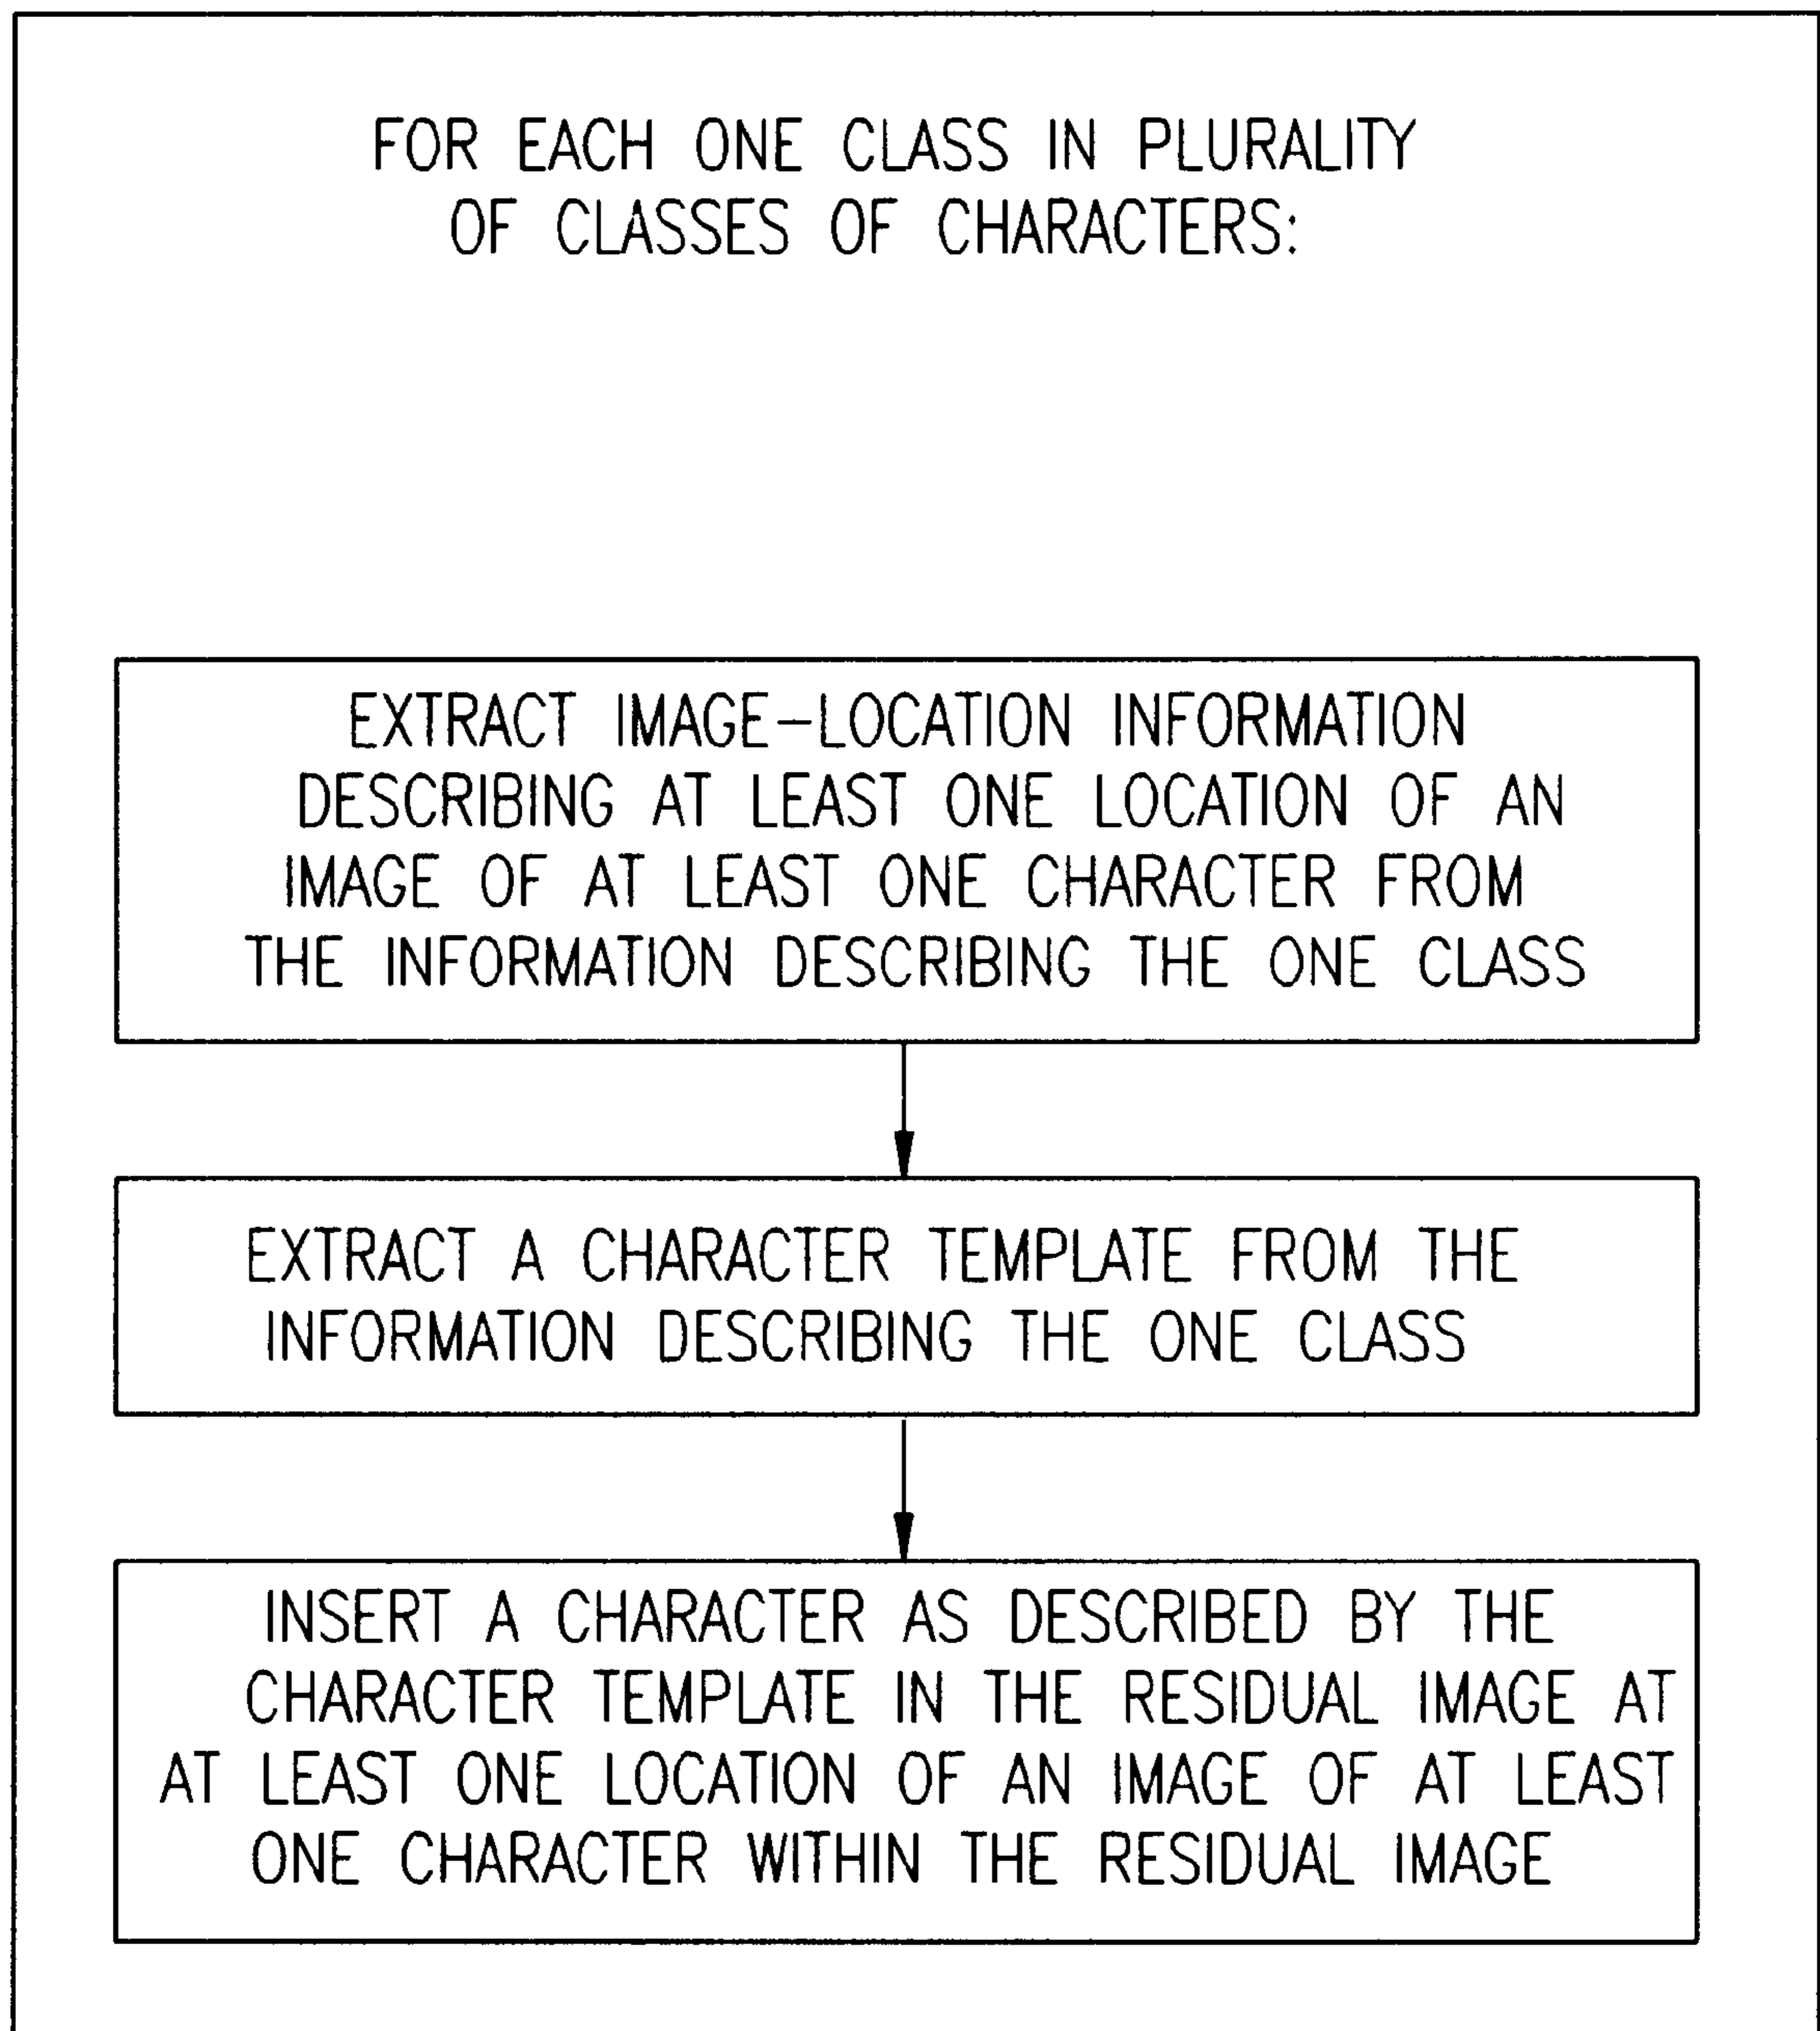 FOR EACH ONE CLASS IN PLURALITY
OF CLASSES OF CHARACTERS:
EXTRACT IMAGE-LOCATION INFORMATION
DESCRIBING AT LEAST ONE LOCATION OF AN
IMAGE OF AT LEAST ONE CHARACTER FROM
THE INFORMATION DESCRIBING THE ONE CLASS
EXTRACT A CHARACTER TEMPLATE FROM THE
INFORMATION DESCRIBING THE ONE CLASS
INSERT A CHARACTER AS DESCRIBED BY THE
CHARACTER TEMPLATE IN THE RESIDUAL IMAGE AT
AT LEAST ONE LOCATION OF AN IMAGE OF AT LEAST
ONE CHARACTER WITHIN THE RESIDUAL IMAGE